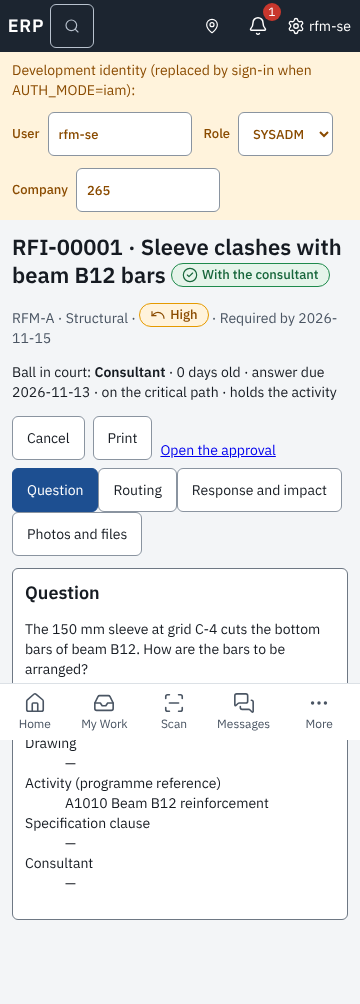 ERP
1
rfm-se
Development identity (replaced by sign-in when
AUTH_MODE=iam):
User rfm-se Role SYSADM
Company 265
RFI-00001 · Sleeve clashes with
beam B12 bars With the consultant
RFM-A · Structural · High · Required by 2026-
11-15
Ball in court: Consultant · 0 days old · answer due
2026-11-13 · on the critical path · holds the activity
Cancel Print Open the approval
Question Routing Response and impact
Photos and files
Question
The 150 mm sleeve at grid C-4 cuts the bottom
bars of beam B12. How are the bars to be
arranged?
Home My Work Scan Messages More
Drawing
—
Activity (programme reference)
A1010 Beam B12 reinforcement
Specification clause
—
Consultant
—